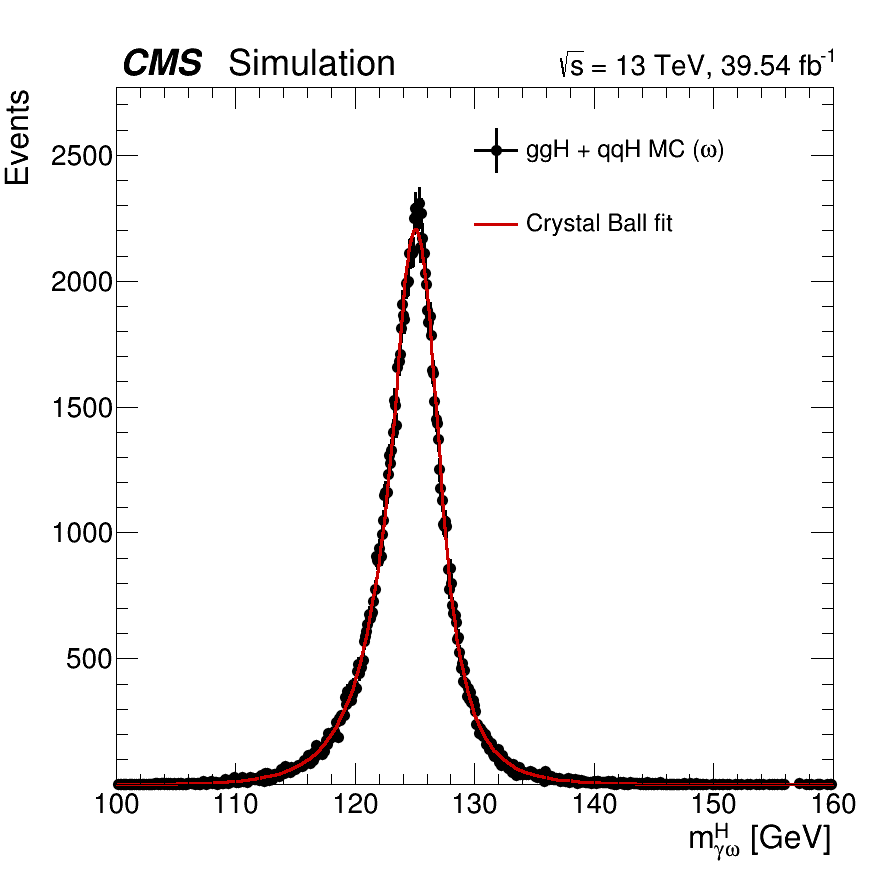 CMS Simulation √s = 13 TeV, 39.54 fb⁻¹
Events
ggH + qqH MC (ω)
Crystal Ball fit
2500
2000
1500
1000
500
100 110 120 130 140 150 160
m^H_γω [GeV]